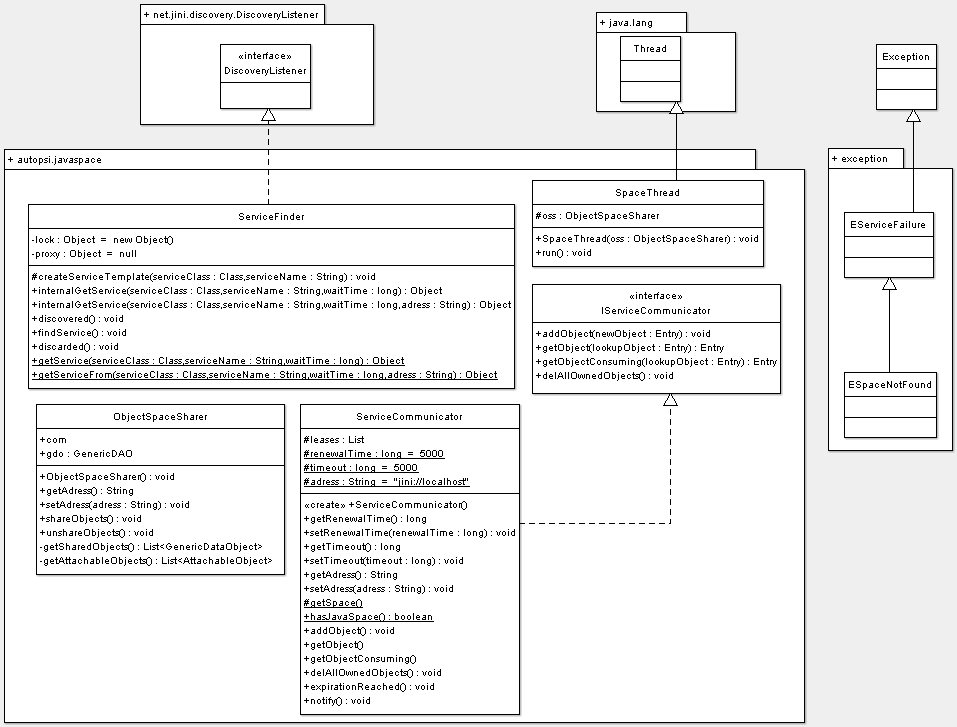 + net.jini.discovery.DiscoveryListener
«interface»
DiscoveryListener
+ java.lang
Thread
Exception
+ autopsi.javaspace
ServiceFinder
-lock : Object = new Object()
-proxy : Object = null
#createServiceTemplate(serviceClass : Class,serviceName : String) : void
+internalGetService(serviceClass : Class,serviceName : String,waitTime : long) : Object
+internalGetService(serviceClass : Class,serviceName : String,waitTime : long,adress : String) : Object
+discovered() : void
+findService() : void
+discarded() : void
+getService(serviceClass : Class,serviceName : String,waitTime : long) : Object
+getServiceFrom(serviceClass : Class,serviceName : String,waitTime : long,adress : String) : Object
SpaceThread
#oss : ObjectSpaceSharer
+SpaceThread(oss : ObjectSpaceSharer) : void
+run() : void
«interface»
IServiceCommunicator
+addObject(newObject : Entry) : void
+getObject(lookupObject : Entry) : Entry
+getObjectConsuming(lookupObject : Entry) : Entry
+delAllOwnedObjects() : void
ObjectSpaceSharer
+com
+gdo : GenericDAO
+ObjectSpaceSharer() : void
+getAdress() : String
+setAdress(adress : String) : void
+shareObjects() : void
+unshareObjects() : void
-getSharedObjects() : List<GenericDataObject>
-getAttachableObjects() : List<AttachableObject>
ServiceCommunicator
#leases : List
#renewalTime : long = 5000
#timeout : long = 5000
#adress : String = "jini://localhost"
«create» +ServiceCommunicator()
+getRenewalTime() : long
+setRenewalTime(renewalTime : long) : void
+getTimeout() : long
+setTimeout(timeout : long) : void
+getAdress() : String
+setAdress(adress : String) : void
#getSpace()
+hasJavaSpace() : boolean
+addObject() : void
+getObject()
+getObjectConsuming()
+delAllOwnedObjects() : void
+expirationReached() : void
+notify() : void
+ exception
EServiceFailure
ESpaceNotFound